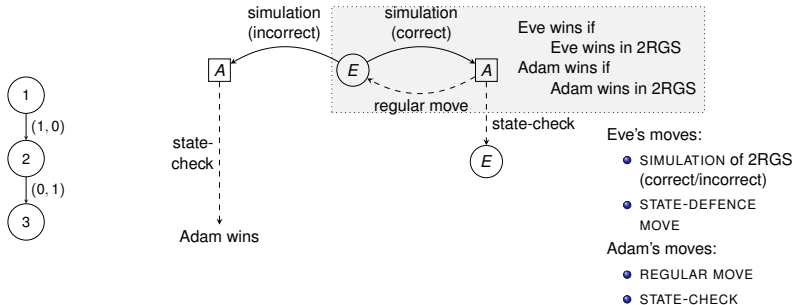 simulation
(incorrect)
simulation
(correct)
Eve wins if
Eve wins in 2RGS
Adam wins if
Adam wins in 2RGS
A
E
A
regular move
1
(1, 0)
2
(0, 1)
3
state-
check
state-check
E
Adam wins
Eve's moves:
SIMULATION of 2RGS
(correct/incorrect)
STATE-DEFENCE
MOVE
Adam's moves:
REGULAR MOVE
STATE-CHECK